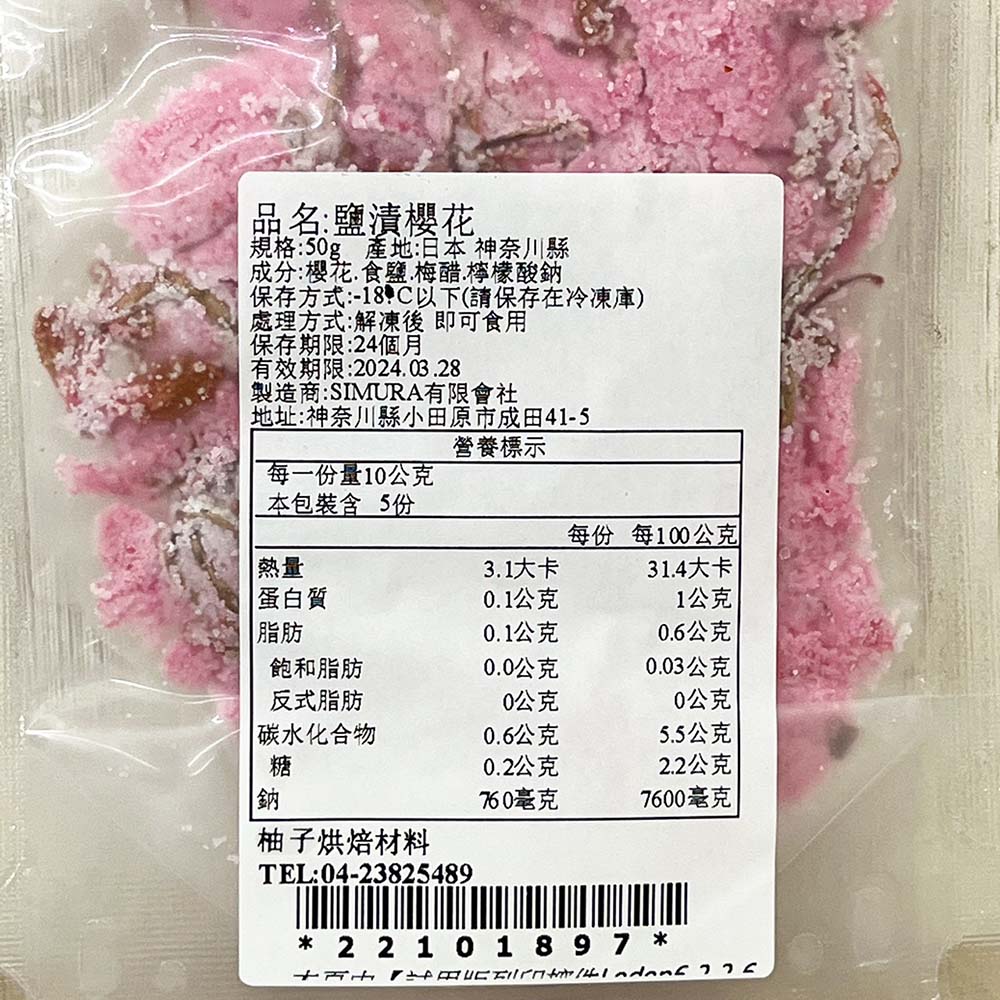 品名:鹽漬櫻花
規格:50g 產地:日本 神奈川縣
成分:櫻花.食鹽.梅醋.檸檬酸鈉
保存方式:-18°C以下(請保存在冷凍庫)
處理方式:解凍後 即可食用
保存期限:24個月
有效期限:2024.03.28
製造商:SIMURA有限會社
地址:神奈川縣小田原市成田41-5
營養標示
每一份量10公克
本包裝含 5份
每份 每100公克
熱量 3.1大卡 31.4大卡
蛋白質 0.1公克 1公克
脂肪 0.1公克 0.6公克
飽和脂肪 0.0公克 0.03公克
反式脂肪 0公克 0公克
碳水化合物 0.6公克 5.5公克
糖 0.2公克 2.2公克
鈉 760毫克 7600毫克
柚子烘焙材料
TEL:04-23825489
*22101897*